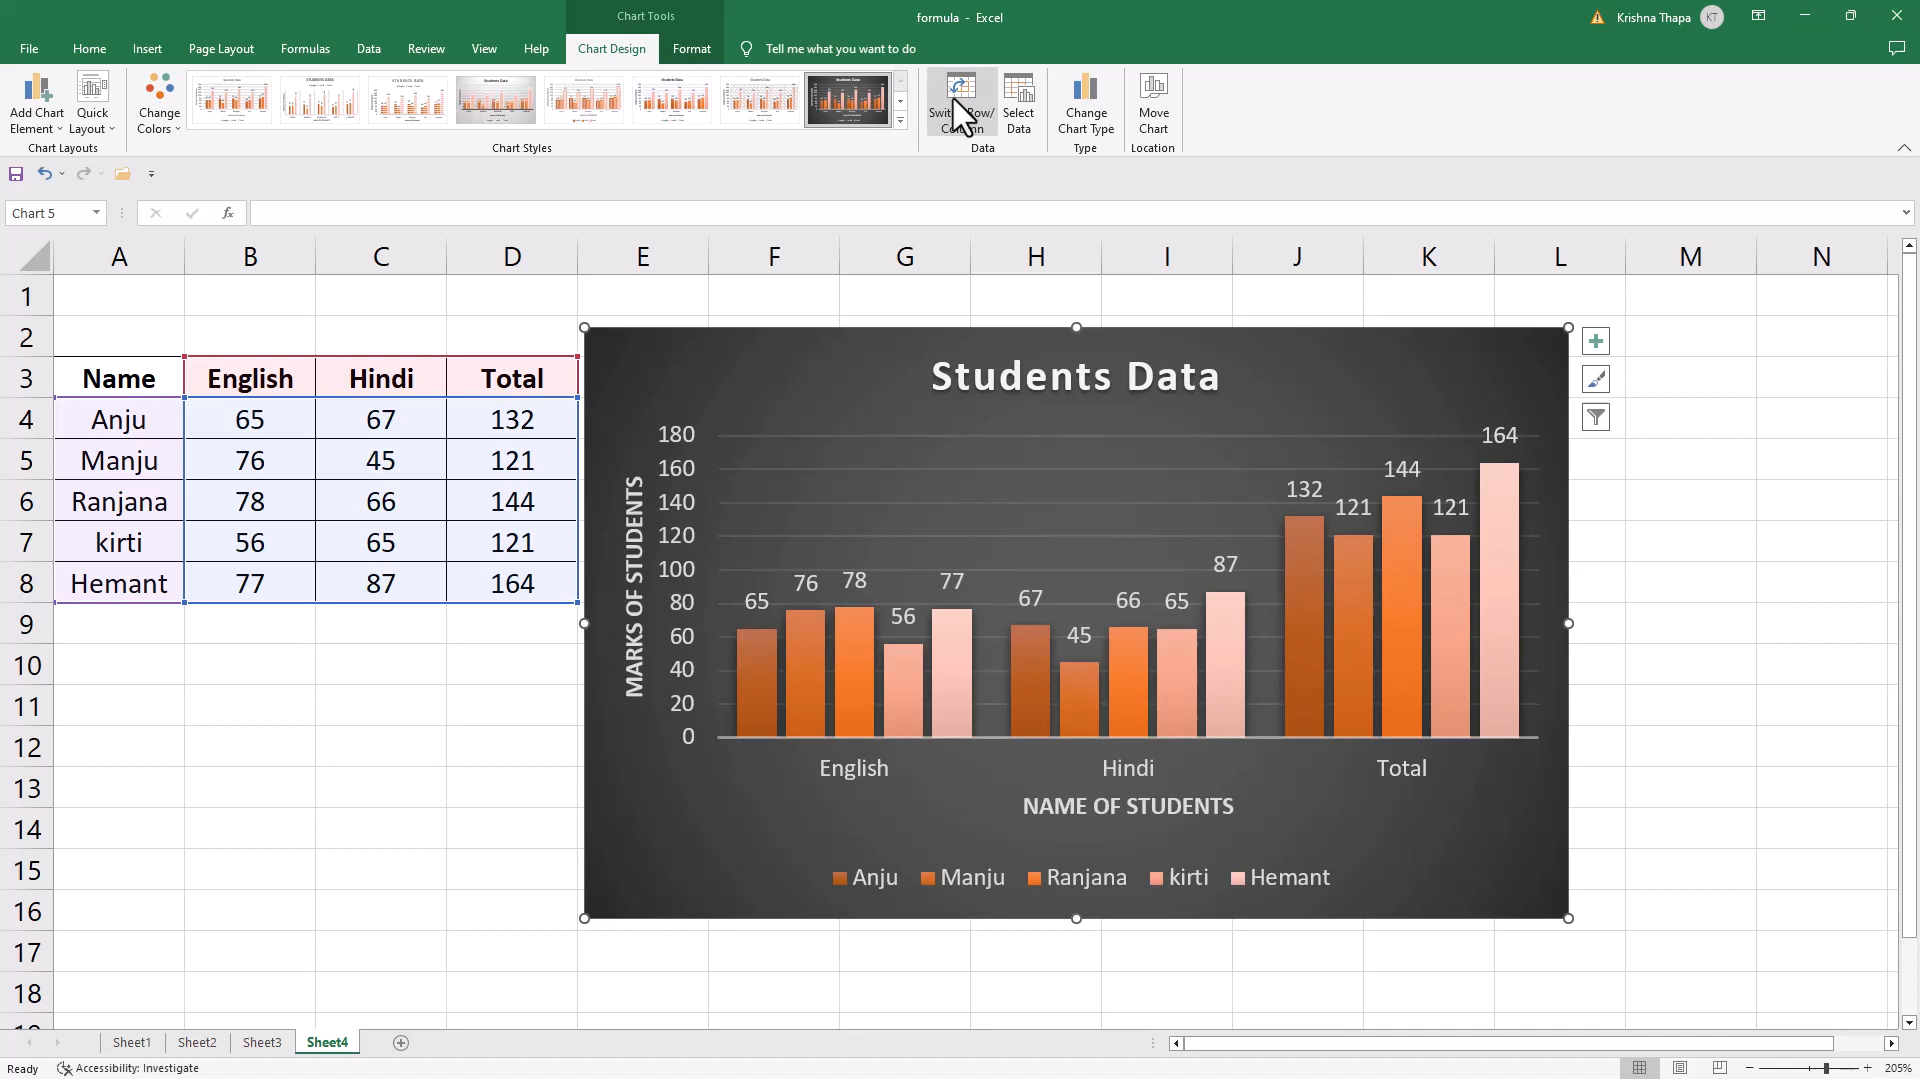 Chart Tools
formula - Excel
Krishna Thapa KT
File Home Insert Page Layout Formulas Data Review View Help Chart Design Format Tell me what you want to do
Add Chart Element
Quick Layout
Change Colors
Switch Row/ Column
Select Data
Change Chart Type
Move Chart
Chart Layouts Chart Styles Data Type Location
Chart 5 fx
A B C D E F G H I J K L M N
1
2
3 Name English Hindi Total
4 Anju 65 67 132
5 Manju 76 45 121
6 Ranjana 78 66 144
7 kirti 56 65 121
8 Hemant 77 87 164
9
10
11
12
13
14
15
16
17
18
Students Data
MARKS OF STUDENTS
180
160
140
120
100
80
60
40
20
0
65 76 78 56 77
67 45 66 65 87
132 121 144 121 164
English Hindi Total
NAME OF STUDENTS
Anju Manju Ranjana kirti Hemant
Sheet1 Sheet2 Sheet3 Sheet4
Ready Accessibility: Investigate 205%